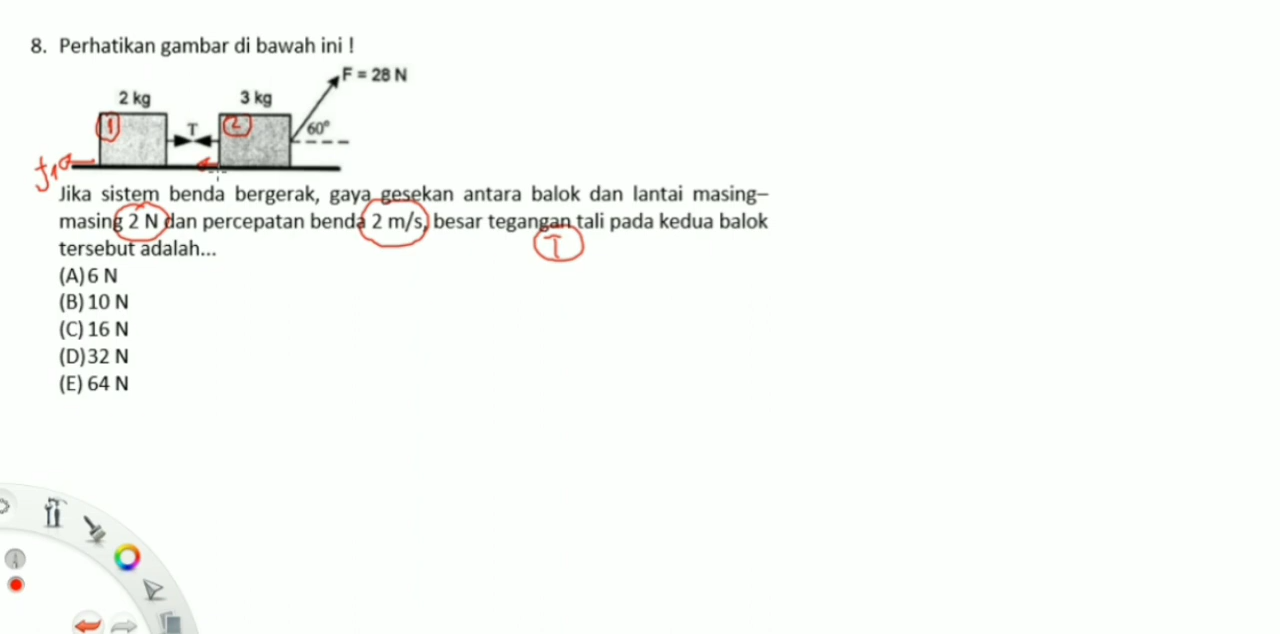 8. Perhatikan gambar di bawah ini !
F = 28 N
2 kg 3 kg
1 T 2 60°
f1
Jika sistem benda bergerak, gaya gesekan antara balok dan lantai masing–
masing 2 N dan percepatan benda 2 m/s, besar tegangan tali pada kedua balok
T
tersebut adalah...
(A) 6 N
(B) 10 N
(C) 16 N
(D) 32 N
(E) 64 N